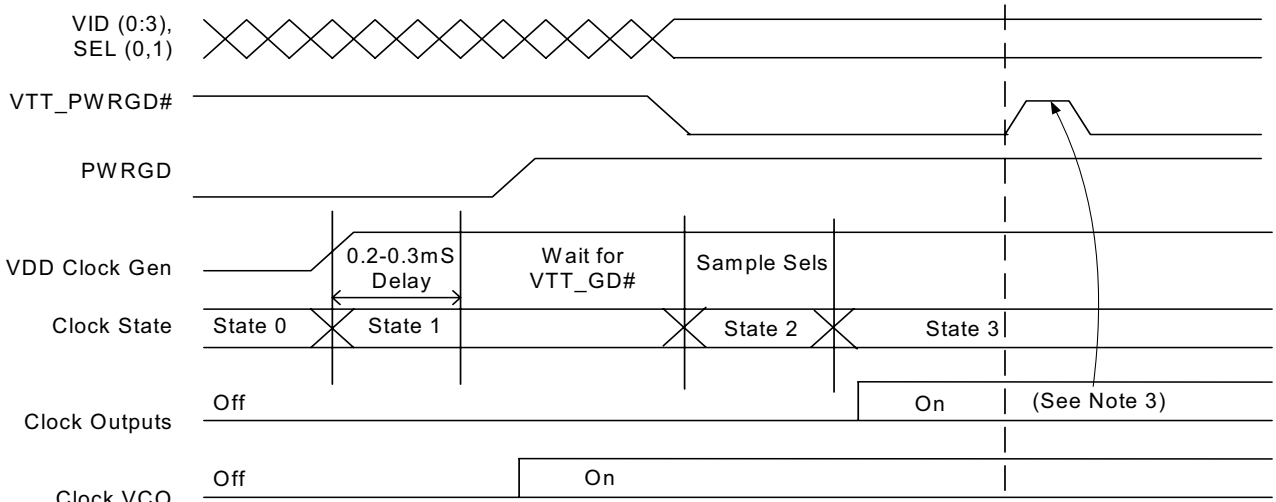 VID (0:3),
SEL (0,1)
VTT_PWRGD#
PWRGD
VDD Clock Gen
0.2-0.3mS
Delay
Wait for
VTT_GD#
Sample Sels
Clock State
State 0
State 1
State 2
State 3
Clock Outputs
Off
On
(See Note 3)
Clock VCO
Off
On